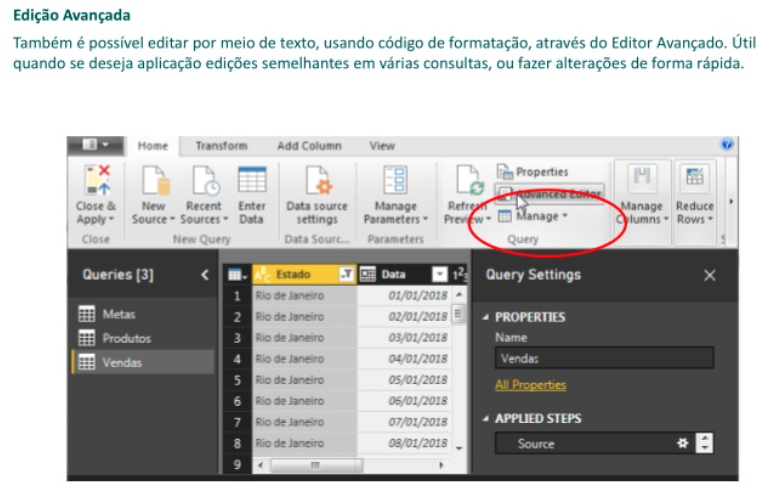 Edição Avançada
Também é possível editar por meio de texto, usando código de formatação, através do Editor Avançado. Útil
quando se deseja aplicação edições semelhantes em várias consultas, ou fazer alterações de forma rápida.
Home Transform Add Column View
Close &
Apply
New
Source
Recent
Sources
Enter
Data
Data source
settings
Manage
Parameters
Refresh
Preview
Properties
Advanced Editor
Manage
Manage
Columns
Reduce
Rows
Close New Query Data Sourc... Parameters Query
Queries [3]
Metas
Produtos
Vendas
Estado Data
1 Rio de Janeiro 01/01/2018
2 Rio de Janeiro 02/01/2018
3 Rio de Janeiro 03/01/2018
4 Rio de Janeiro 04/01/2018
5 Rio de Janeiro 05/01/2018
6 Rio de Janeiro 06/01/2018
7 Rio de Janeiro 07/01/2018
8 Rio de Janeiro 08/01/2018
9
Query Settings
PROPERTIES
Name
Vendas
All Properties
APPLIED STEPS
Source